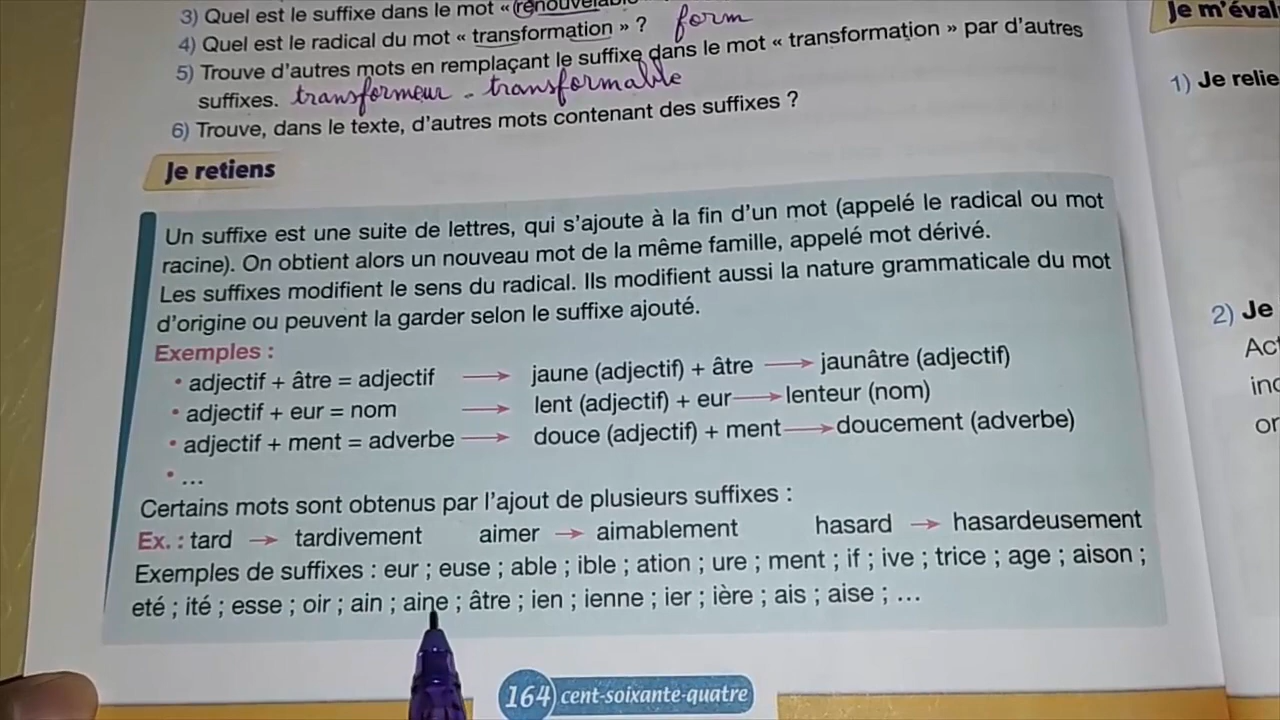 3) Quel est le suffixe dans le mot « renouvelable
4) Quel est le radical du mot « transformation » ? form
5) Trouve d'autres mots en remplaçant le suffixe dans le mot « transformation » par d'autres
suffixes. transformeur - transformable
6) Trouve, dans le texte, d'autres mots contenant des suffixes ?
Je retiens
Un suffixe est une suite de lettres, qui s'ajoute à la fin d'un mot (appelé le radical ou mot
racine). On obtient alors un nouveau mot de la même famille, appelé mot dérivé.
Les suffixes modifient le sens du radical. Ils modifient aussi la nature grammaticale du mot
d'origine ou peuvent la garder selon le suffixe ajouté.
Exemples :
• adjectif + âtre = adjectif → jaune (adjectif) + âtre → jaunâtre (adjectif)
• adjectif + eur = nom → lent (adjectif) + eur → lenteur (nom)
• adjectif + ment = adverbe → douce (adjectif) + ment → doucement (adverbe)
• ...
Certains mots sont obtenus par l'ajout de plusieurs suffixes :
Ex. : tard → tardivement aimer → aimablement hasard → hasardeusement
Exemples de suffixes : eur ; euse ; able ; ible ; ation ; ure ; ment ; if ; ive ; trice ; age ; aison ;
eté ; ité ; esse ; oir ; ain ; aine ; âtre ; ien ; ienne ; ier ; ière ; ais ; aise ; ...
164 cent-soixante-quatre
Je m'éval
1) Je relie
2) Je
Act
ind
or